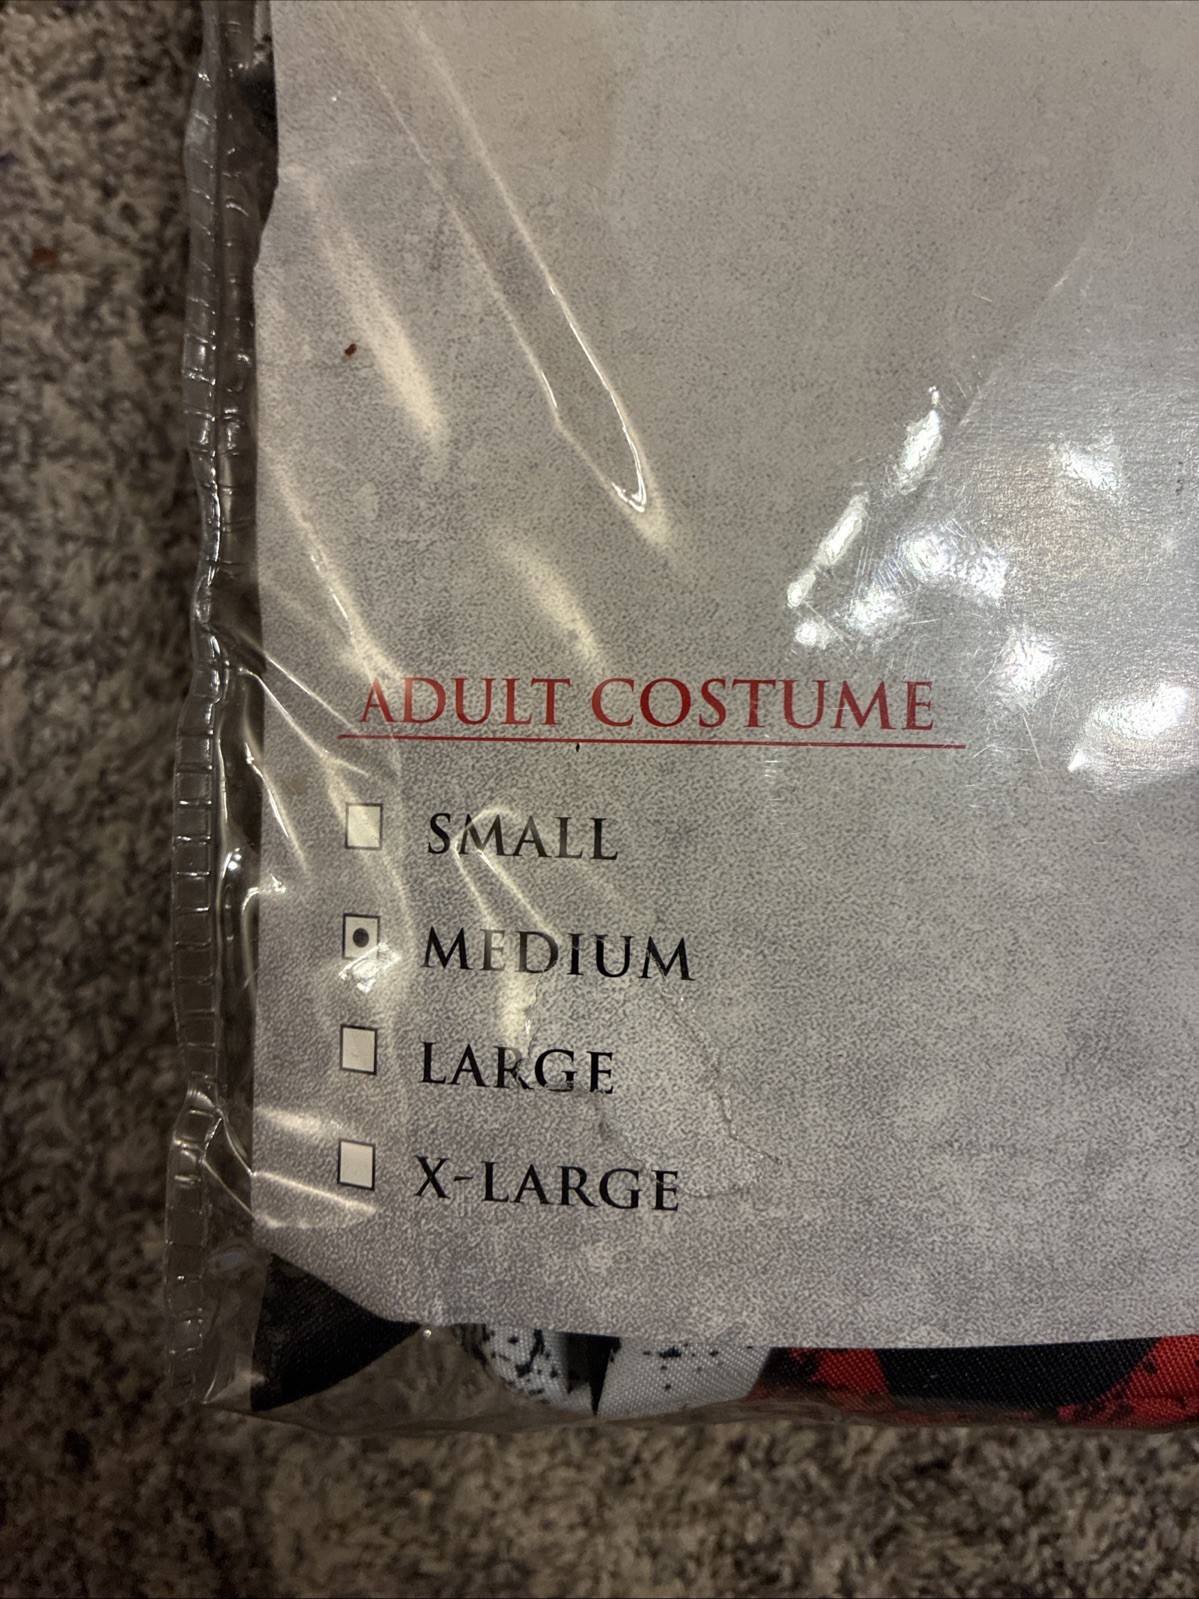 ADULT COSTUME
SMALL
MEDIUM
LARGE
X-LARGE